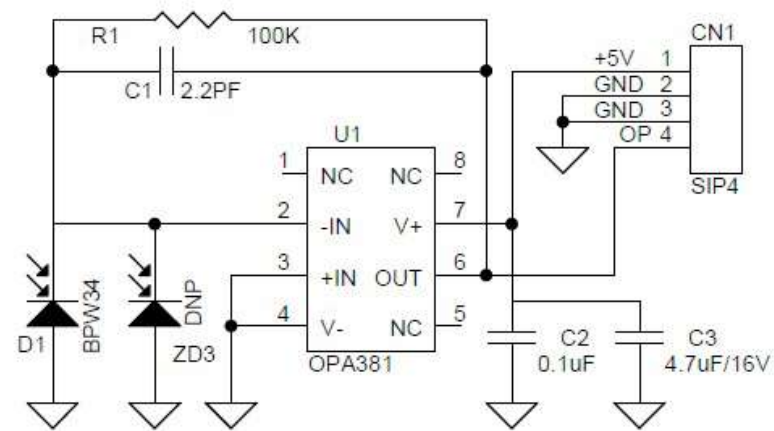 CN1
R1 100K
+5V 1
GND 2
C1 2.2PF
GND 3
OP 4
U1
SIP4
1 NC NC 8
2 -IN V+ 7
3 +IN OUT 6
4 V- NC 5
BPW34
DNP
D1
ZD3
OPA381
C2
0.1uF
C3
4.7uF/16V